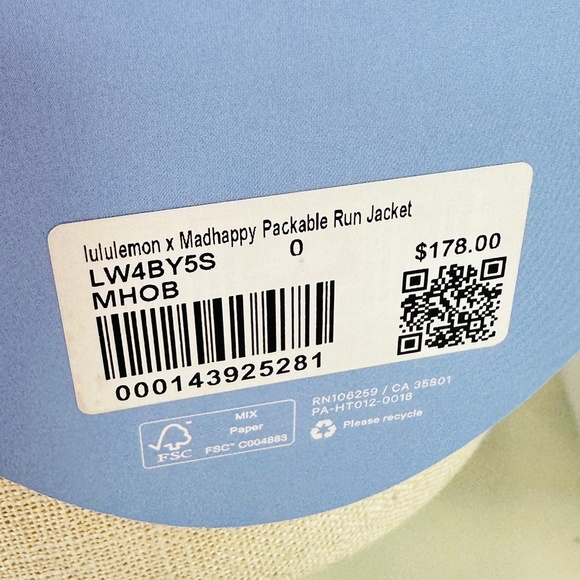 lululemon x Madhappy Packable Run Jacket
LW4BY5S 0 $178.00
MHOB
000143925281
RN106259 / CA 35801
PA-HT012-0018
Please recycle
FSC
MIX
Paper
FSC™ C004883